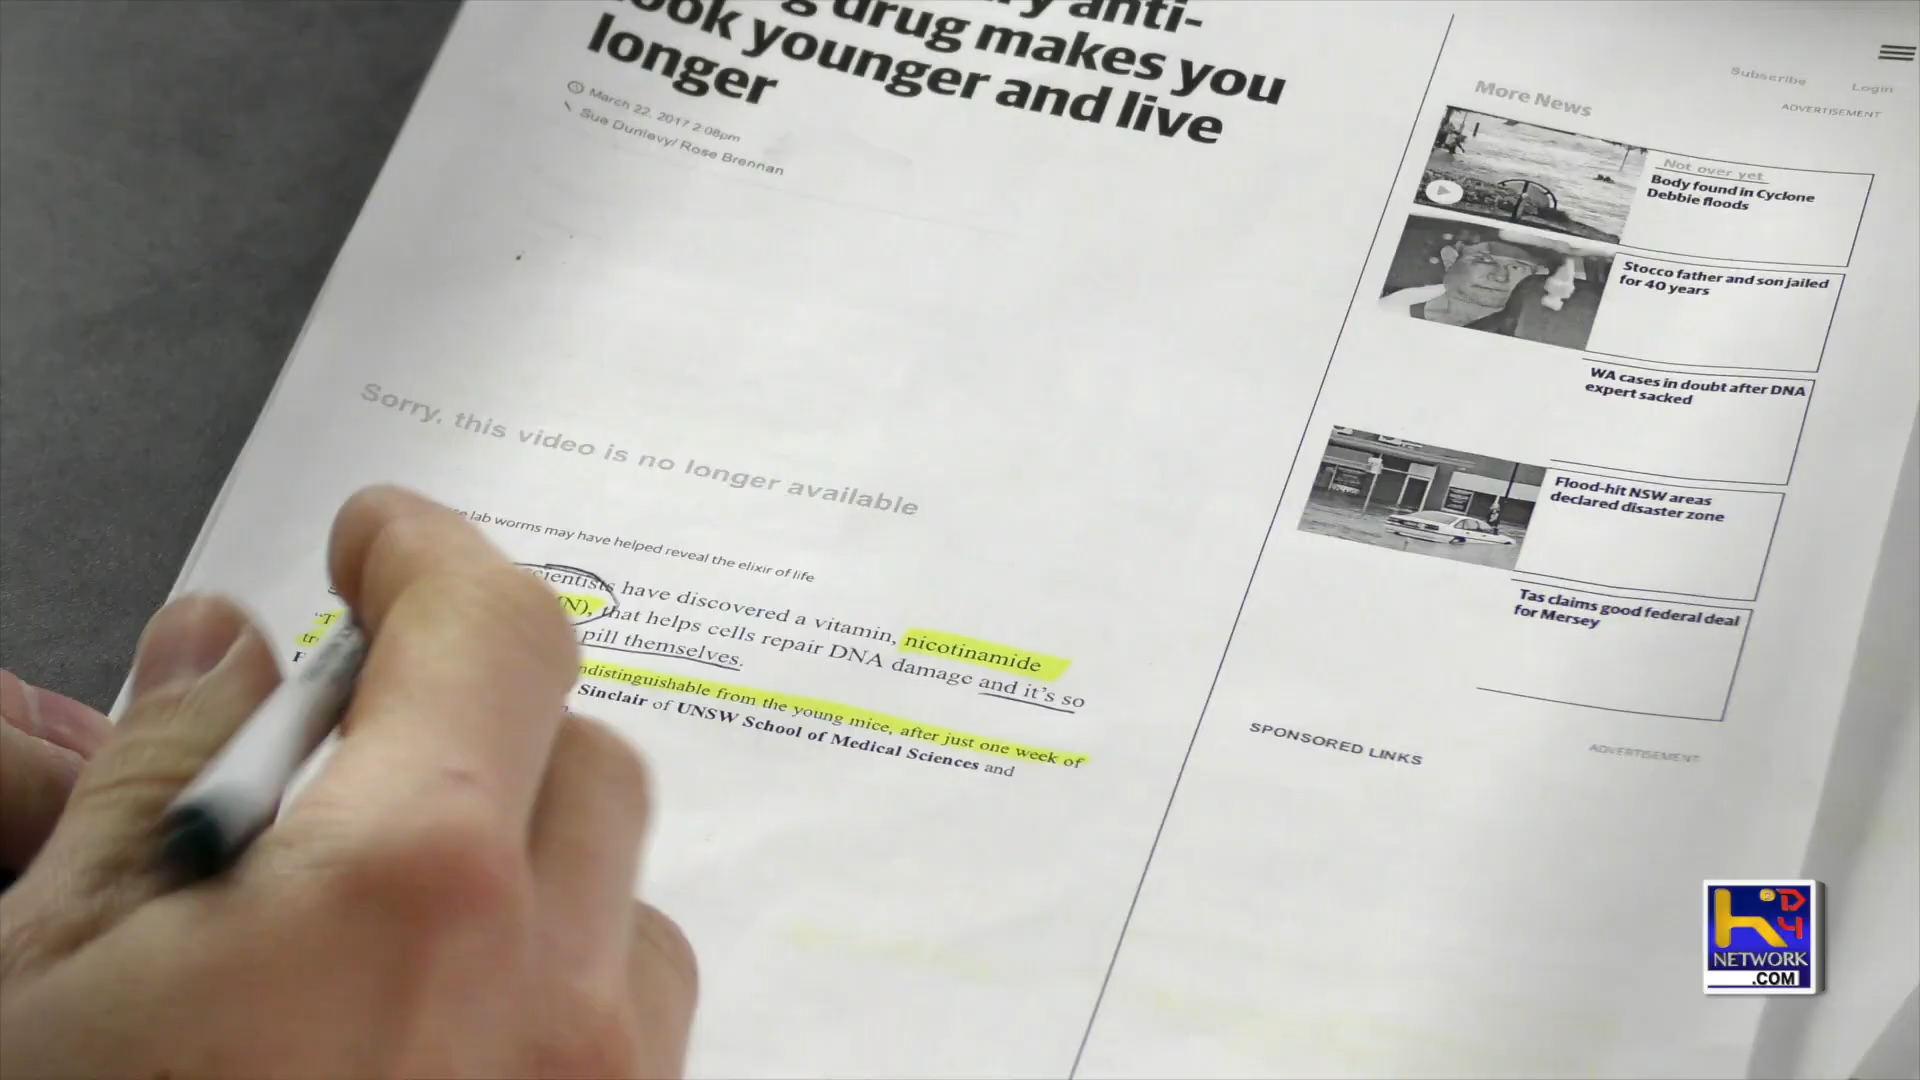 anti-
drug makes you
look younger and live
longer
March 22, 2017 2:08pm
Sue Dunlevy/ Rose Brennan
Sorry, this video is no longer available
lab worms may have helped reveal the elixir of life
scientists have discovered a vitamin, nicotinamide
that helps cells repair DNA damage and it's so
pill themselves.
indistinguishable from the young mice, after just one week of
Sinclair of UNSW School of Medical Sciences and
Subscribe
Login
ADVERTISEMENT
More News
Not over yet
Body found in Cyclone
Debbie floods
Stocco father and son jailed
for 40 years
WA cases in doubt after DNA
expert sacked
Flood-hit NSW areas
declared disaster zone
Tas claims good federal deal
for Mersey
SPONSORED LINKS
ADVERTISEMENT
NETWORK
.COM